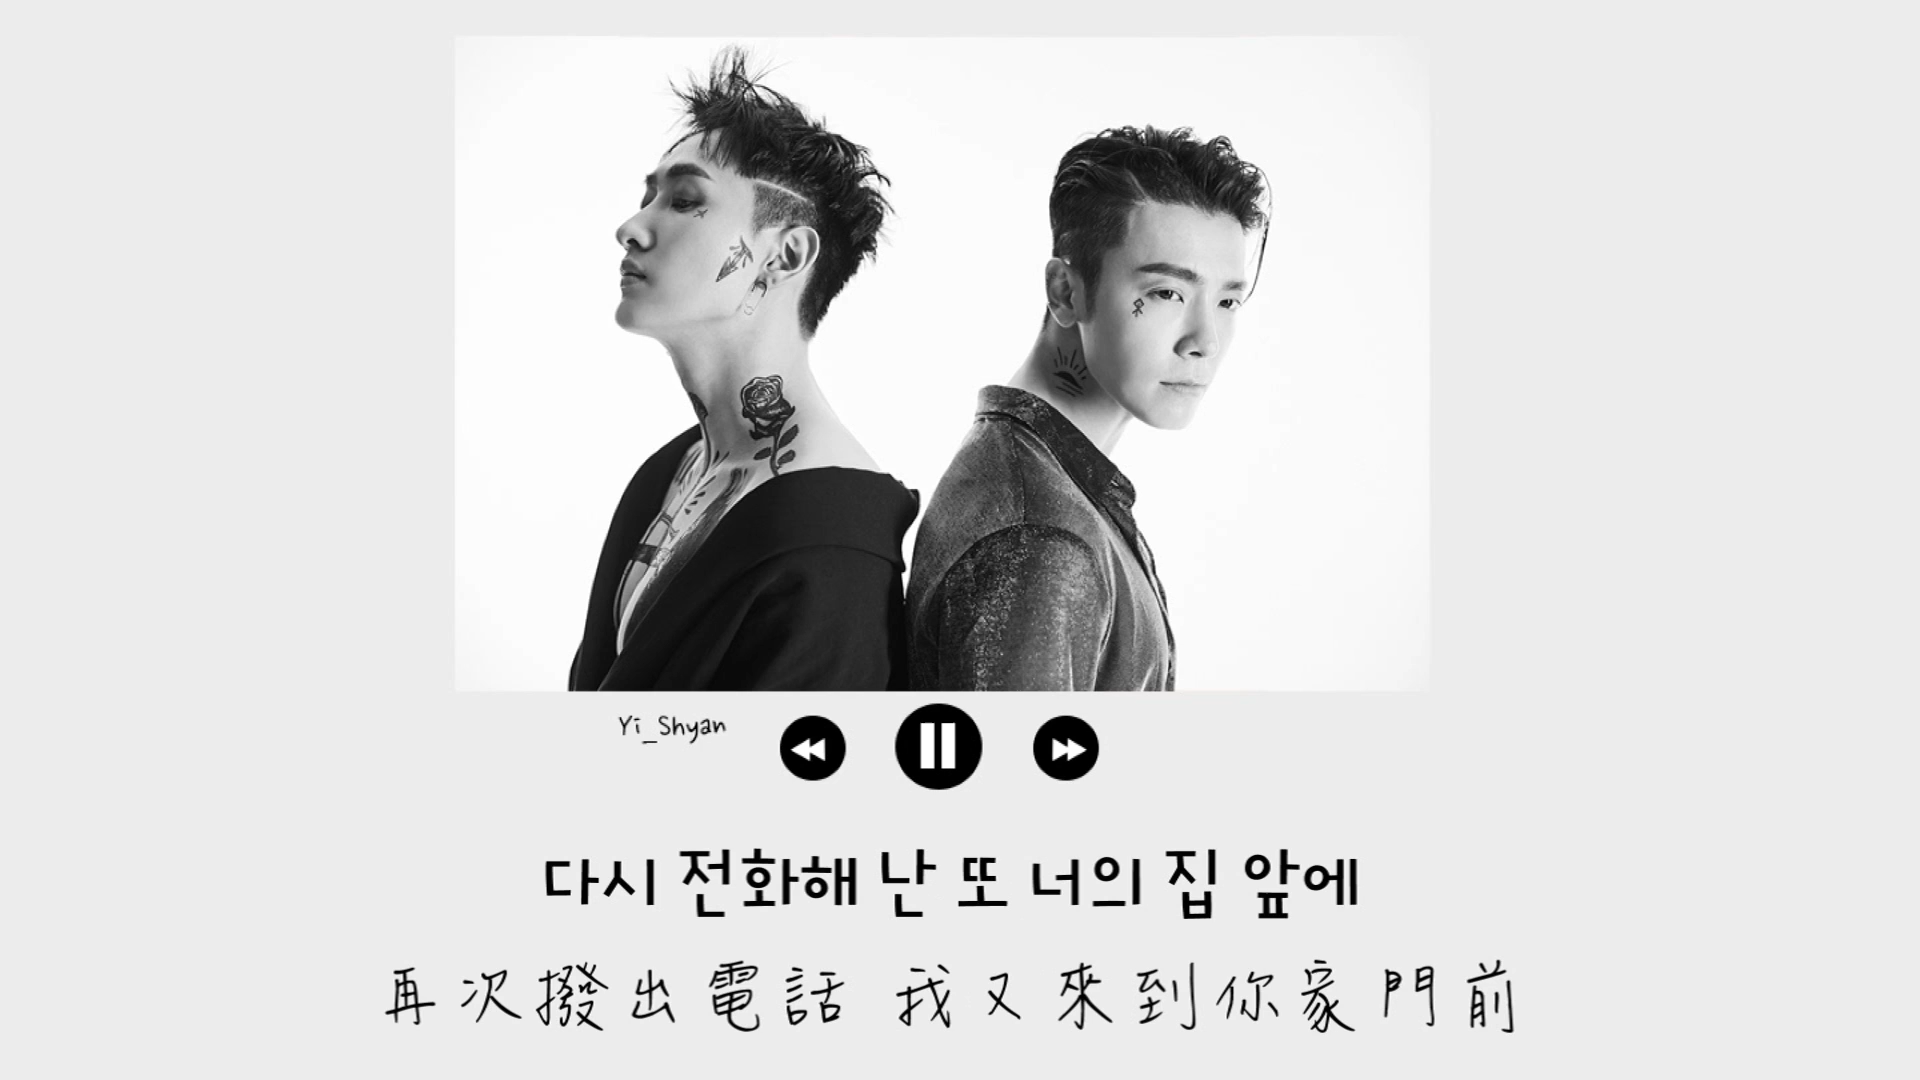 Yi_Shyan
다시 전화해 난 또 너의 집 앞에
再次撥出電話 我又來到你家門前